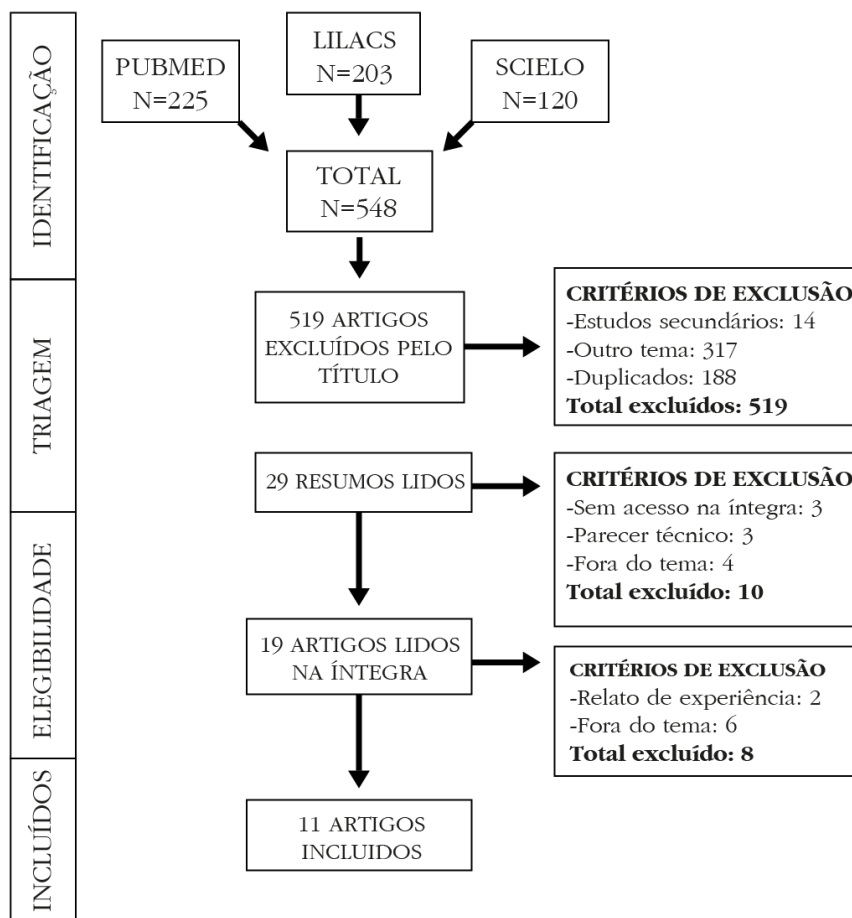 IDENTIFICAÇÃO
PUBMED
N=225
LILACS
N=203
SCIELO
N=120
TOTAL
N=548
TRIAGEM
519 ARTIGOS
EXCLUÍDOS PELO
TÍTULO
CRITÉRIOS DE EXCLUSÃO
-Estudos secundários: 14
-Outro tema: 317
-Duplicados: 188
Total excluídos: 519
29 RESUMOS LIDOS
CRITÉRIOS DE EXCLUSÃO
-Sem acesso na íntegra: 3
-Parecer técnico: 3
-Fora do tema: 4
Total excluído: 10
ELEGIBILIDADE
19 ARTIGOS LIDOS
NA ÍNTEGRA
CRITÉRIOS DE EXCLUSÃO
-Relato de experiência: 2
-Fora do tema: 6
Total excluído: 8
INCLUÍDOS
11 ARTIGOS
INCLUIDOS